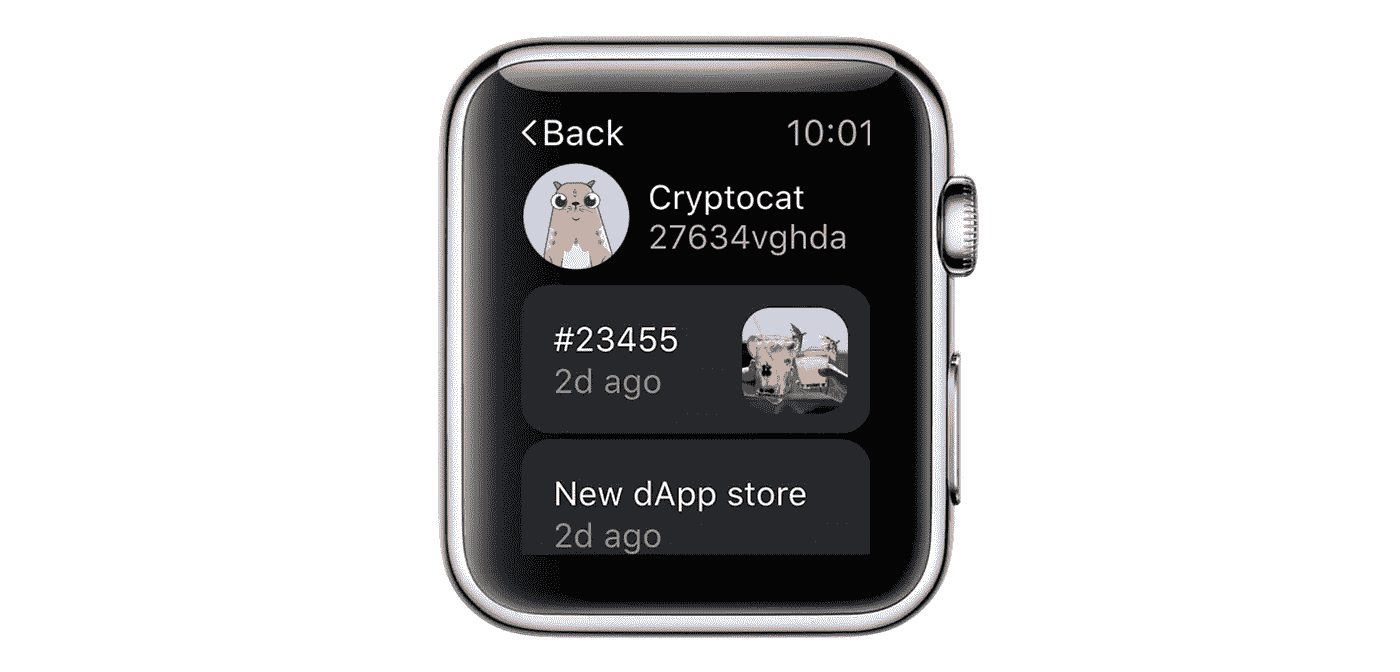 <Back
10:01
Cryptocat
27634vghda
#23455
2d ago
New dApp store
2d ago